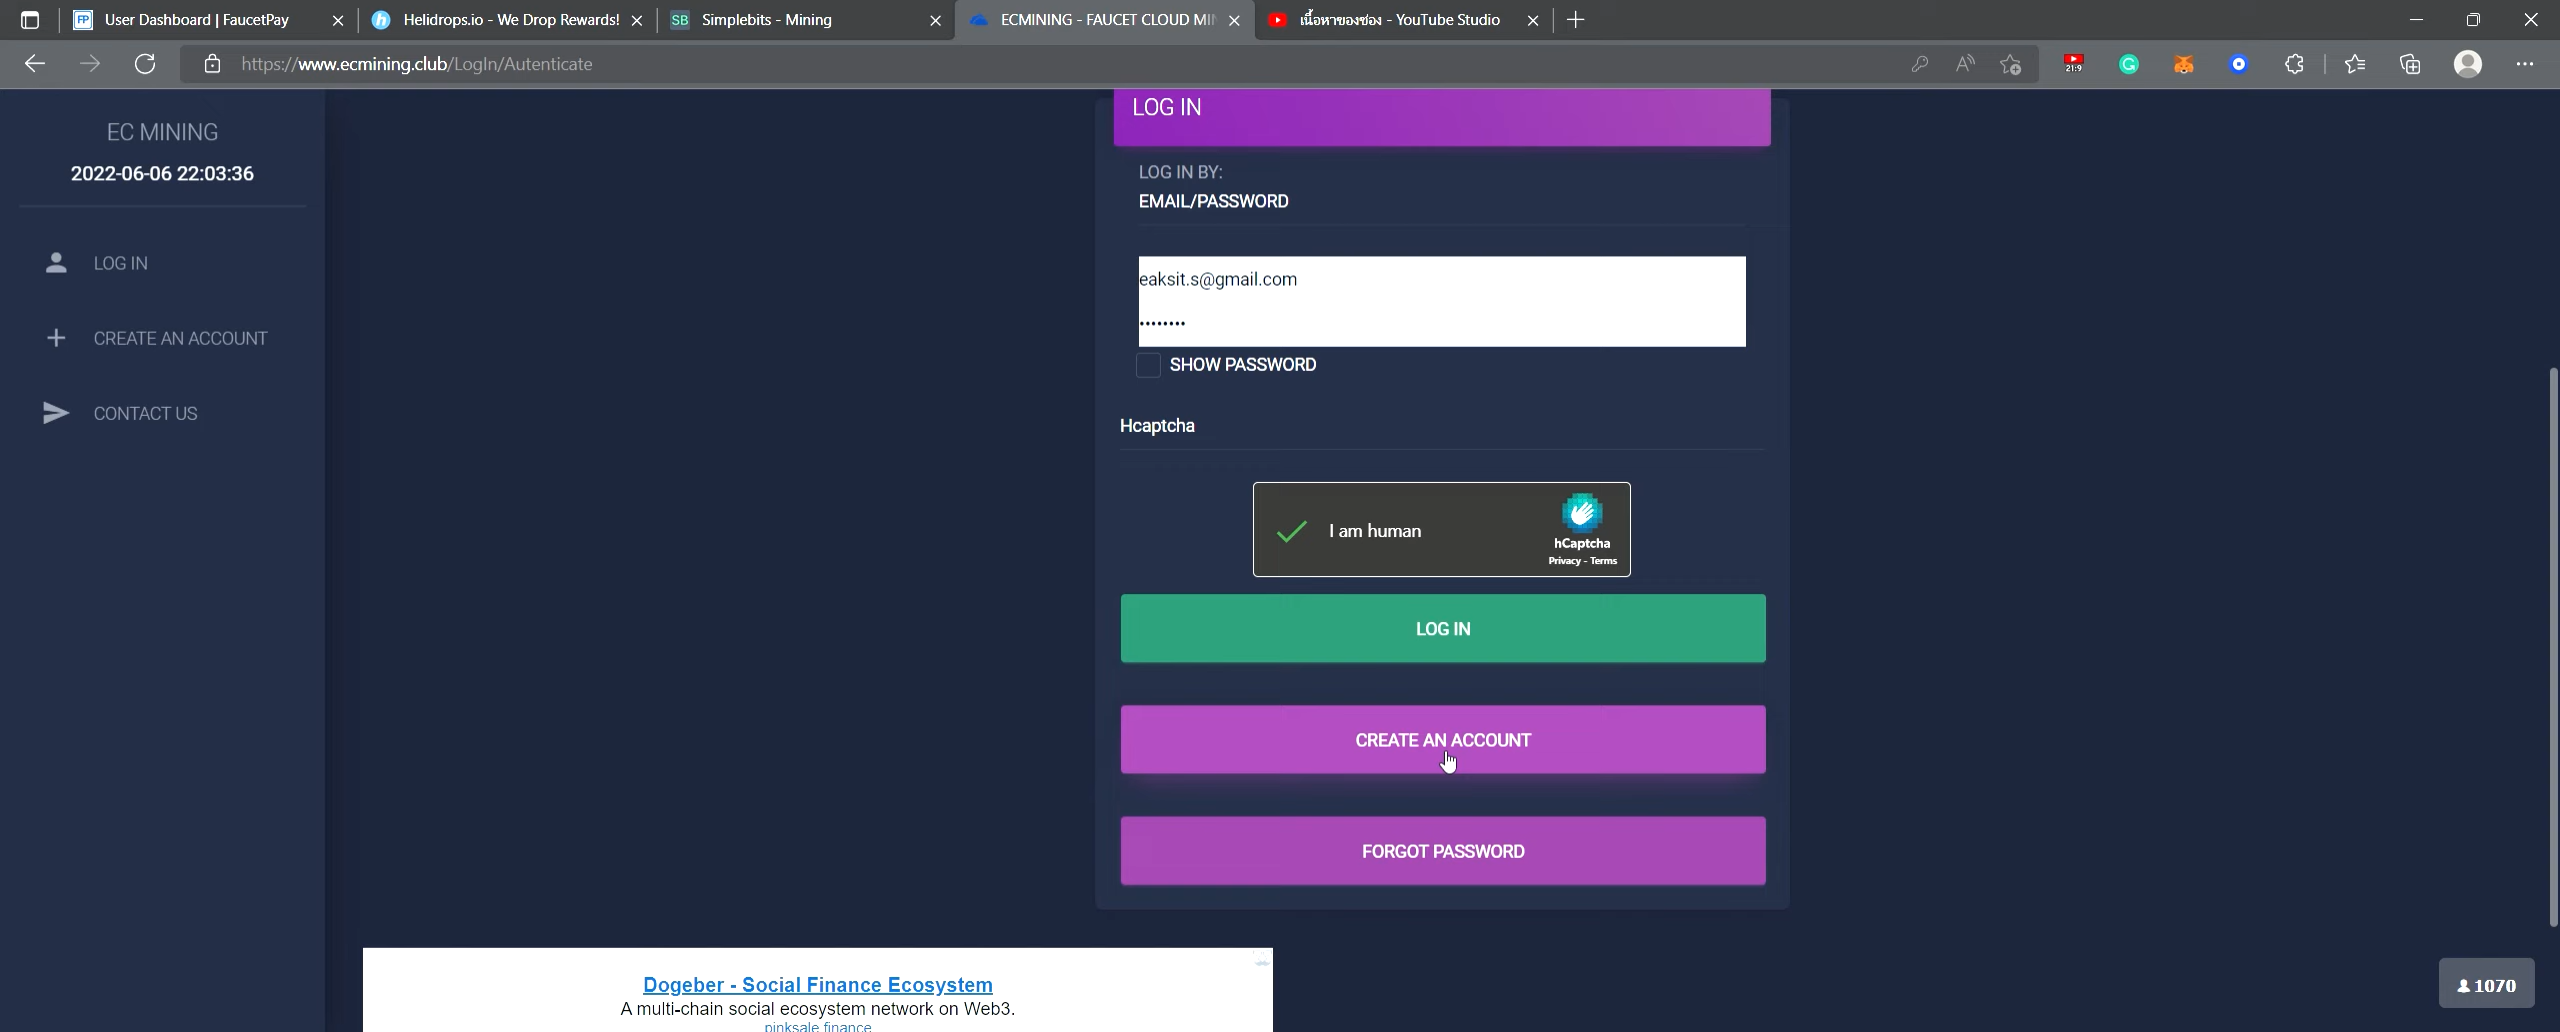 FP User Dashboard | FaucetPay
h Helidrops.io - We Drop Rewards!
SB Simplebits - Mining
ECMINING - FAUCET CLOUD MI
เนื้อหาของช่อง - YouTube Studio
https://www.ecmining.club/LogIn/Autenticate
21:9
EC MINING
2022-06-06 22:03:36
LOG IN
CREATE AN ACCOUNT
CONTACT US
LOG IN
LOG IN BY:
EMAIL/PASSWORD
eaksit.s@gmail.com
........
SHOW PASSWORD
Hcaptcha
I am human
hCaptcha
Privacy - Terms
LOG IN
CREATE AN ACCOUNT
FORGOT PASSWORD
Dogeber - Social Finance Ecosystem
A multi-chain social ecosystem network on Web3.
pinksale finance
1070